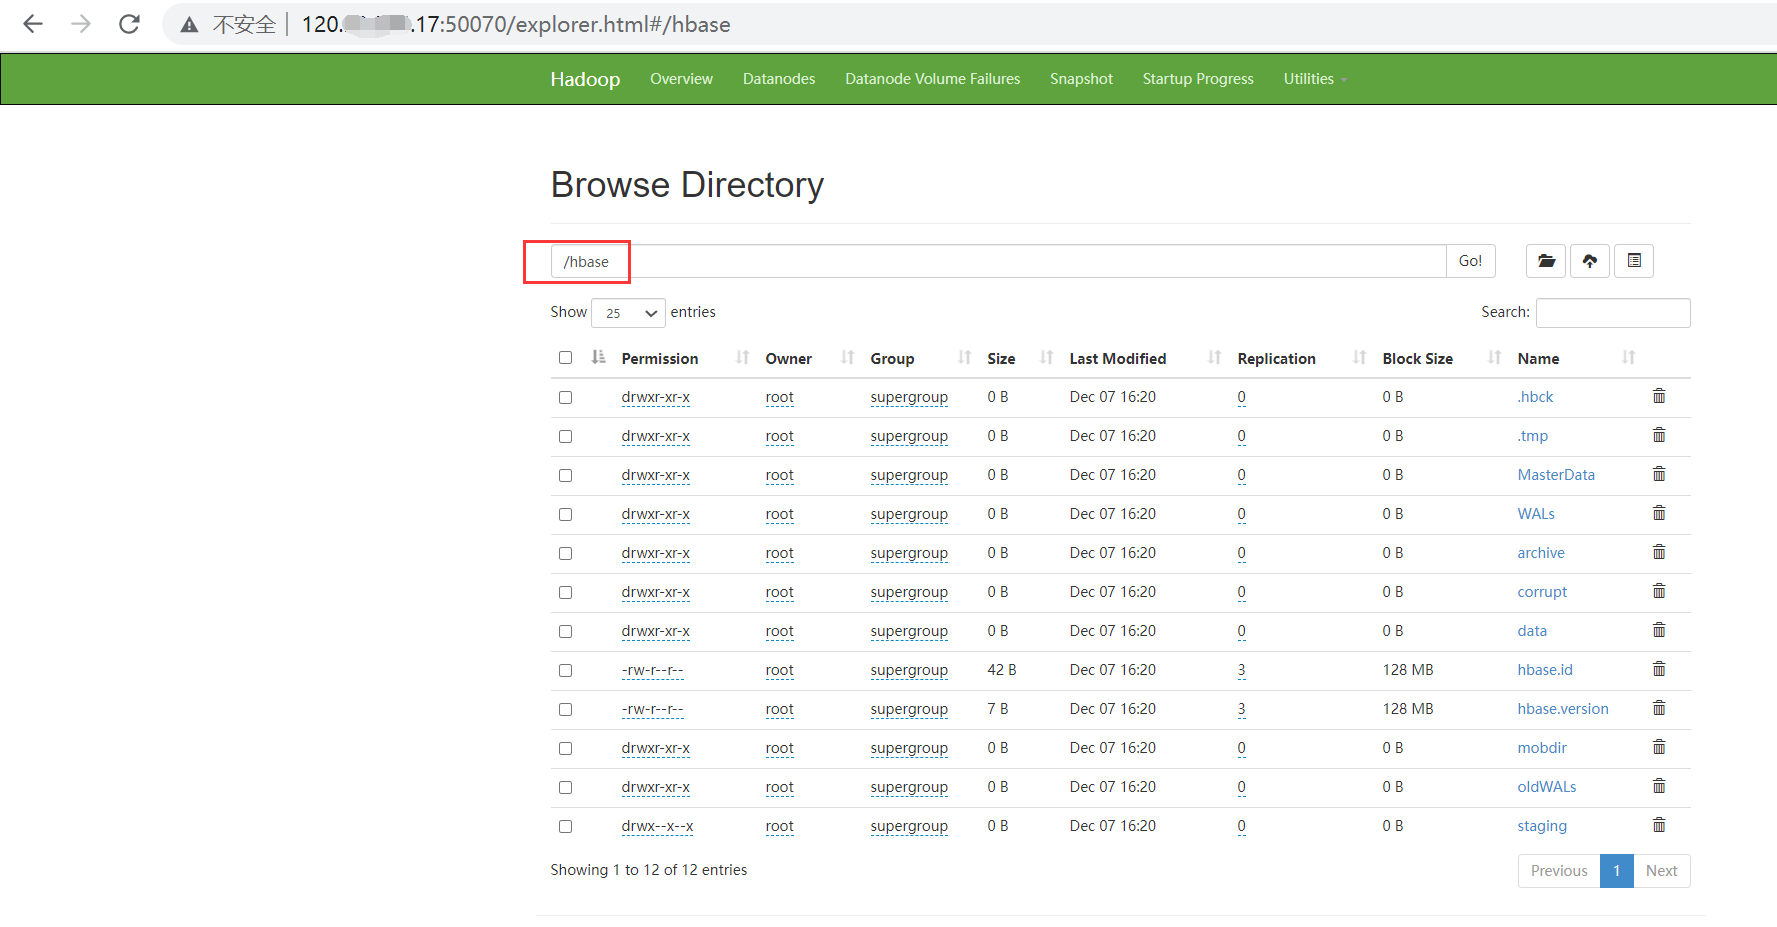 不安全 | 120. .17:50070/explorer.html#/hbase
Hadoop Overview Datanodes Datanode Volume Failures Snapshot Startup Progress Utilities
Browse Directory
/hbase Go!
Show 25 entries Search:
Permission Owner Group Size Last Modified Replication Block Size Name
drwxr-xr-x root supergroup 0 B Dec 07 16:20 0 0 B .hbck
drwxr-xr-x root supergroup 0 B Dec 07 16:20 0 0 B .tmp
drwxr-xr-x root supergroup 0 B Dec 07 16:20 0 0 B MasterData
drwxr-xr-x root supergroup 0 B Dec 07 16:20 0 0 B WALs
drwxr-xr-x root supergroup 0 B Dec 07 16:20 0 0 B archive
drwxr-xr-x root supergroup 0 B Dec 07 16:20 0 0 B corrupt
drwxr-xr-x root supergroup 0 B Dec 07 16:20 0 0 B data
-rw-r--r-- root supergroup 42 B Dec 07 16:20 3 128 MB hbase.id
-rw-r--r-- root supergroup 7 B Dec 07 16:20 3 128 MB hbase.version
drwxr-xr-x root supergroup 0 B Dec 07 16:20 0 0 B mobdir
drwxr-xr-x root supergroup 0 B Dec 07 16:20 0 0 B oldWALs
drwx--x--x root supergroup 0 B Dec 07 16:20 0 0 B staging
Showing 1 to 12 of 12 entries Previous 1 Next